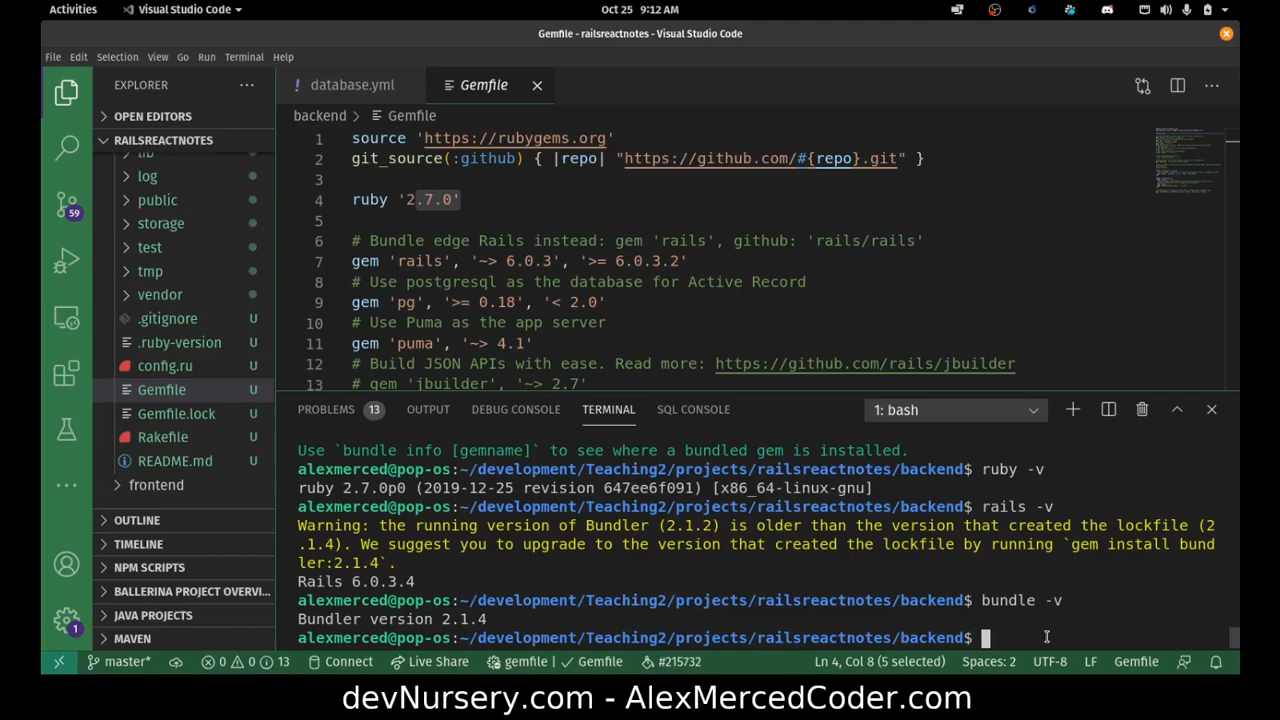 Activities Visual Studio Code Oct 25 9:12 AM
Gemfile - railsreactnotes - Visual Studio Code
File Edit Selection View Go Run Terminal Help
EXPLORER
OPEN EDITORS
RAILSREACTNOTES
lib
log
public
storage
test
tmp
vendor
.gitignore U
.ruby-version U
config.ru U
Gemfile U
Gemfile.lock U
Rakefile U
README.md U
frontend
OUTLINE
TIMELINE
NPM SCRIPTS
BALLERINA PROJECT OVERVI...
JAVA PROJECTS
MAVEN
59
1
! database.yml Gemfile
backend > Gemfile
1 source 'https://rubygems.org'
2 git_source(:github) { |repo| "https://github.com/#{repo}.git" }
3
4 ruby '2.7.0'
5
6 # Bundle edge Rails instead: gem 'rails', github: 'rails/rails'
7 gem 'rails', '~> 6.0.3', '>= 6.0.3.2'
8 # Use postgresql as the database for Active Record
9 gem 'pg', '>= 0.18', '< 2.0'
10 # Use Puma as the app server
11 gem 'puma', '~> 4.1'
12 # Build JSON APIs with ease. Read more: https://github.com/rails/jbuilder
13 # gem 'jbuilder', '~> 2.7'
PROBLEMS 13 OUTPUT DEBUG CONSOLE TERMINAL SQL CONSOLE 1: bash
Use `bundle info [gemname]` to see where a bundled gem is installed.
alexmerced@pop-os:~/development/Teaching2/projects/railsreactnotes/backend$ ruby -v
ruby 2.7.0p0 (2019-12-25 revision 647ee6f091) [x86_64-linux-gnu]
alexmerced@pop-os:~/development/Teaching2/projects/railsreactnotes/backend$ rails -v
Warning: the running version of Bundler (2.1.2) is older than the version that created the lockfile (2
.1.4). We suggest you to upgrade to the version that created the lockfile by running `gem install bund
ler:2.1.4`.
Rails 6.0.3.4
alexmerced@pop-os:~/development/Teaching2/projects/railsreactnotes/backend$ bundle -v
Bundler version 2.1.4
alexmerced@pop-os:~/development/Teaching2/projects/railsreactnotes/backend$
master* 0 0 13 Connect Live Share gemfile | Gemfile #215732 Ln 4, Col 8 (5 selected) Spaces: 2 UTF-8 LF Gemfile
devNursery.com - AlexMercedCoder.com